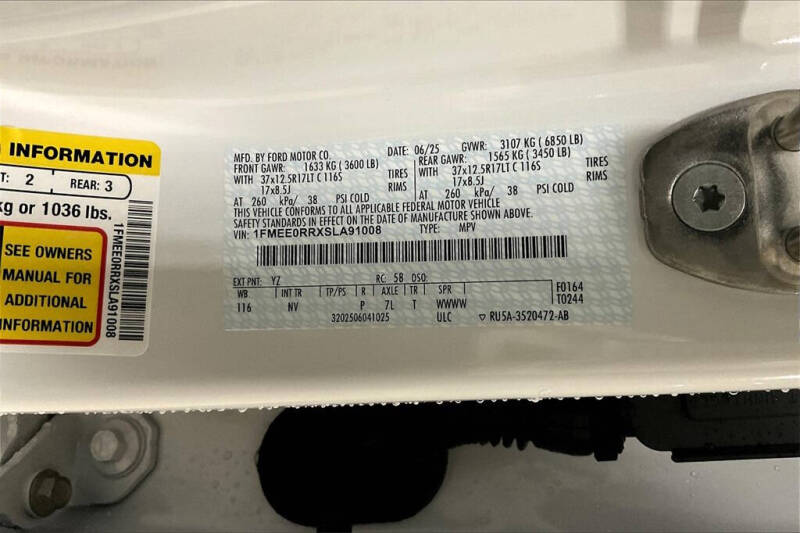 INFORMATION
T: 2 REAR: 3
kg or 1036 lbs.
SEE OWNERS
MANUAL FOR
ADDITIONAL
INFORMATION
1FMEE0RRXSLA91008
MFD. BY FORD MOTOR CO. DATE: 06/25 GVWR: 3107 KG (6850 LB)
FRONT GAWR: 1633 KG (3600 LB) REAR GAWR: 1565 KG (3450 LB)
WITH 37x12.5R17LT C 116S TIRES WITH 37x12.5R17LT C 116S TIRES
17x8.5J RIMS 17x8.5J RIMS
AT 260 kPa/ 38 PSI COLD AT 260 kPa/ 38 PSI COLD
THIS VEHICLE CONFORMS TO ALL APPLICABLE FEDERAL MOTOR VEHICLE
SAFETY STANDARDS IN EFFECT ON THE DATE OF MANUFACTURE SHOWN ABOVE.
VIN: 1FMEE0RRXSLA91008 TYPE: MPV
EXT PNT: YZ RC: 58 DSO:
WB INT TR TP/PS R AXLE TR SPR F0164
116 NV P 7L T WWWW T0244
3202506041025 ULC ▽ RU5A-3520472-AB